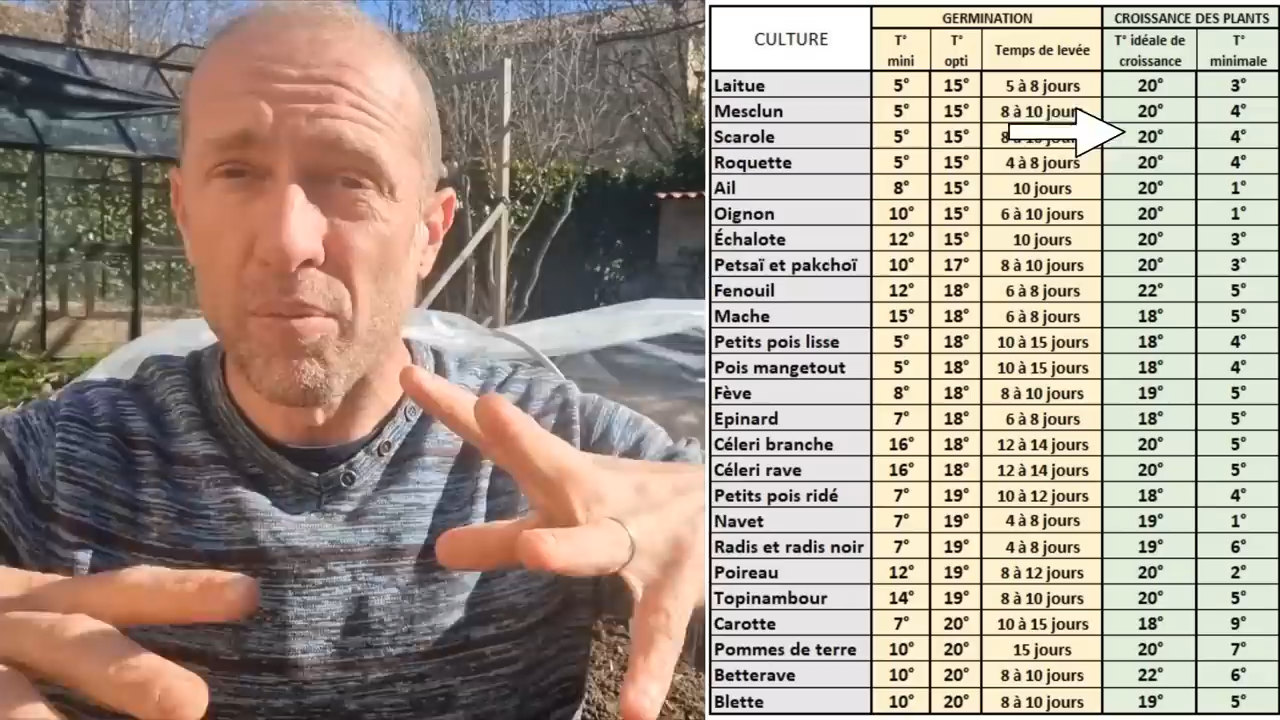 CULTURE GERMINATION CROISSANCE DES PLANTS
T° mini T° opti Temps de levée T° idéale de croissance T° minimale
Laitue 5° 15° 5 à 8 jours 20° 3°
Mesclun 5° 15° 8 à 10 jours 20° 4°
Scarole 5° 15° 20° 4°
Roquette 5° 15° 4 à 8 jours 20° 4°
Ail 8° 15° 10 jours 20° 1°
Oignon 10° 15° 6 à 10 jours 20° 1°
Échalote 12° 15° 10 jours 20° 3°
Petsaï et pakchoï 10° 17° 8 à 10 jours 20° 3°
Fenouil 12° 18° 6 à 8 jours 22° 5°
Mache 15° 18° 6 à 8 jours 18° 5°
Petits pois lisse 5° 18° 10 à 15 jours 18° 4°
Pois mangetout 5° 18° 10 à 15 jours 18° 4°
Fève 8° 18° 8 à 10 jours 19° 5°
Epinard 7° 18° 6 à 8 jours 18° 5°
Céleri branche 16° 18° 12 à 14 jours 20° 5°
Céleri rave 16° 18° 12 à 14 jours 20° 5°
Petits pois ridé 7° 19° 10 à 12 jours 18° 4°
Navet 7° 19° 4 à 8 jours 19° 1°
Radis et radis noir 7° 19° 4 à 8 jours 19° 6°
Poireau 12° 19° 8 à 12 jours 20° 2°
Topinambour 14° 19° 8 à 10 jours 20° 5°
Carotte 7° 20° 10 à 15 jours 18° 9°
Pommes de terre 10° 20° 15 jours 20° 7°
Betterave 10° 20° 8 à 10 jours 22° 6°
Blette 10° 20° 8 à 10 jours 19° 5°